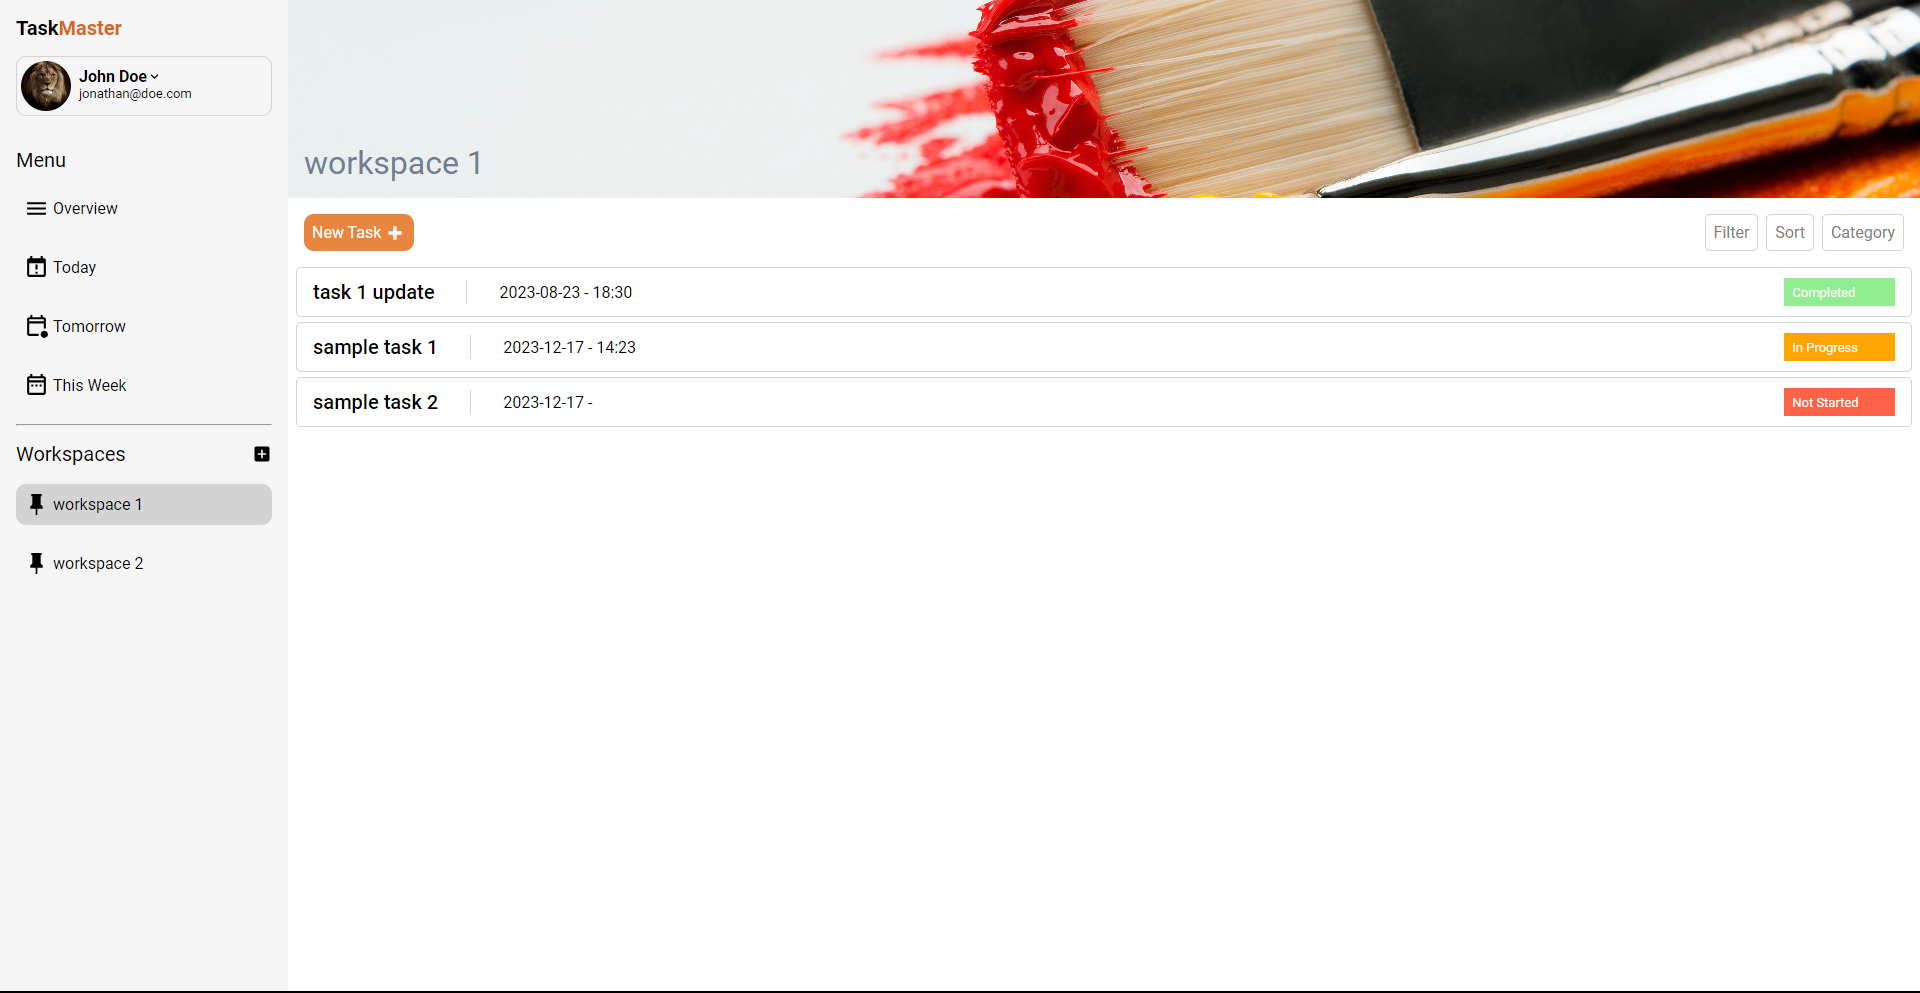 TaskMaster
John Doe
jonathan@doe.com
Menu
Overview
Today
Tomorrow
This Week
Workspaces
workspace 1
workspace 2
workspace 1
New Task
Filter Sort Category
task 1 update 2023-08-23 - 18:30 Completed
sample task 1 2023-12-17 - 14:23 In Progress
sample task 2 2023-12-17 - Not Started